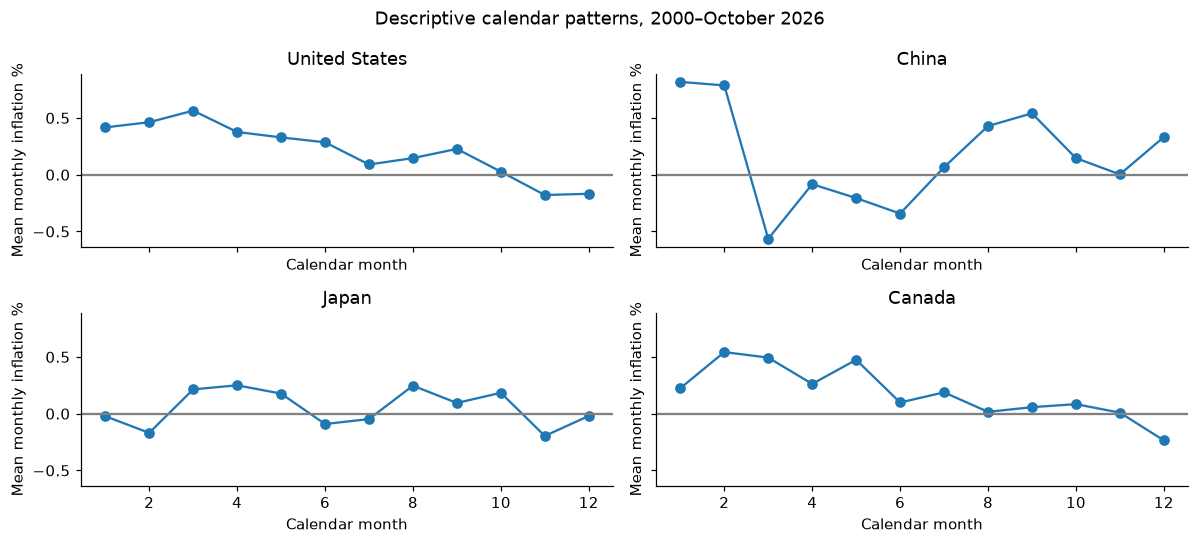 Descriptive calendar patterns, 2000–October 2026
United States
Mean monthly inflation %
0.5
0.0
−0.5
Calendar month
China
Mean monthly inflation %
Calendar month
Japan
Mean monthly inflation %
0.5
0.0
−0.5
2 4 6 8 10 12
Calendar month
Canada
Mean monthly inflation %
2 4 6 8 10 12
Calendar month